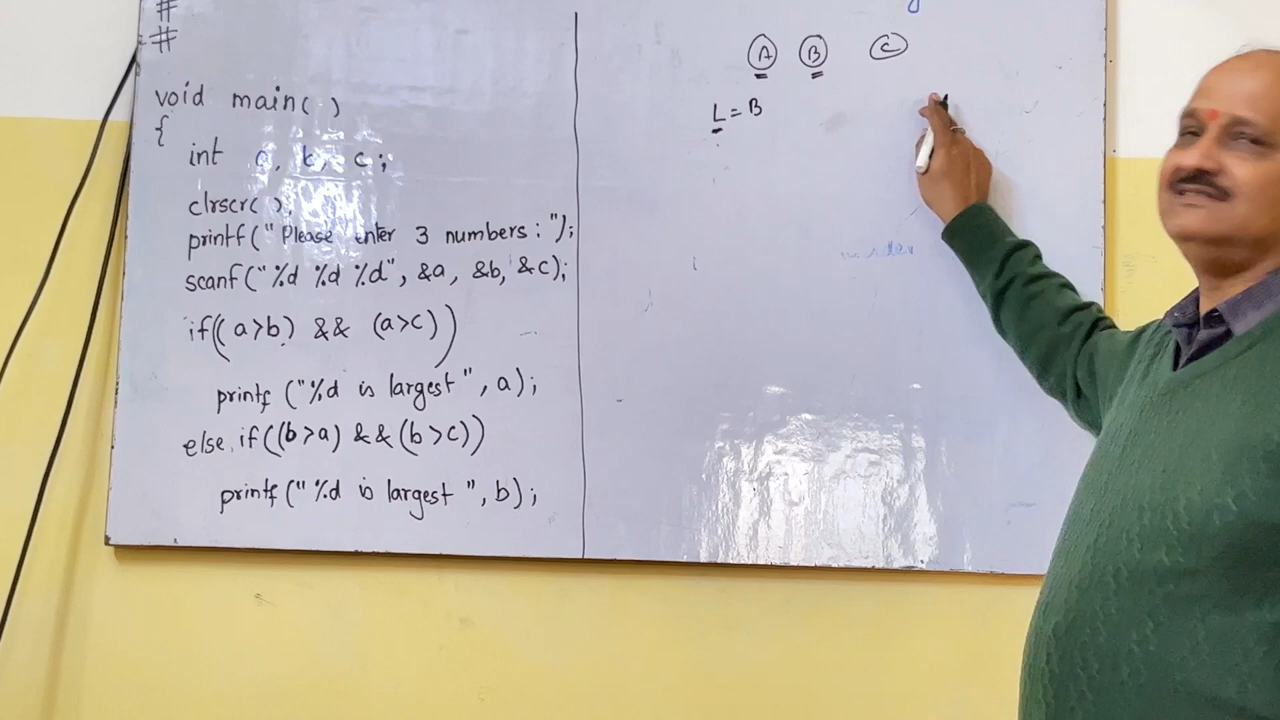 #
#
void main( )
{
int a, b, c;
clrscr( );
printf("Please enter 3 numbers: ");
scanf("%d %d %d", &a, &b, &c);
if((a>b) && (a>c))
printf ("%d is largest", a);
else if((b>a) &&(b>c))
printf("%d is largest ", b);
A B C
L = B